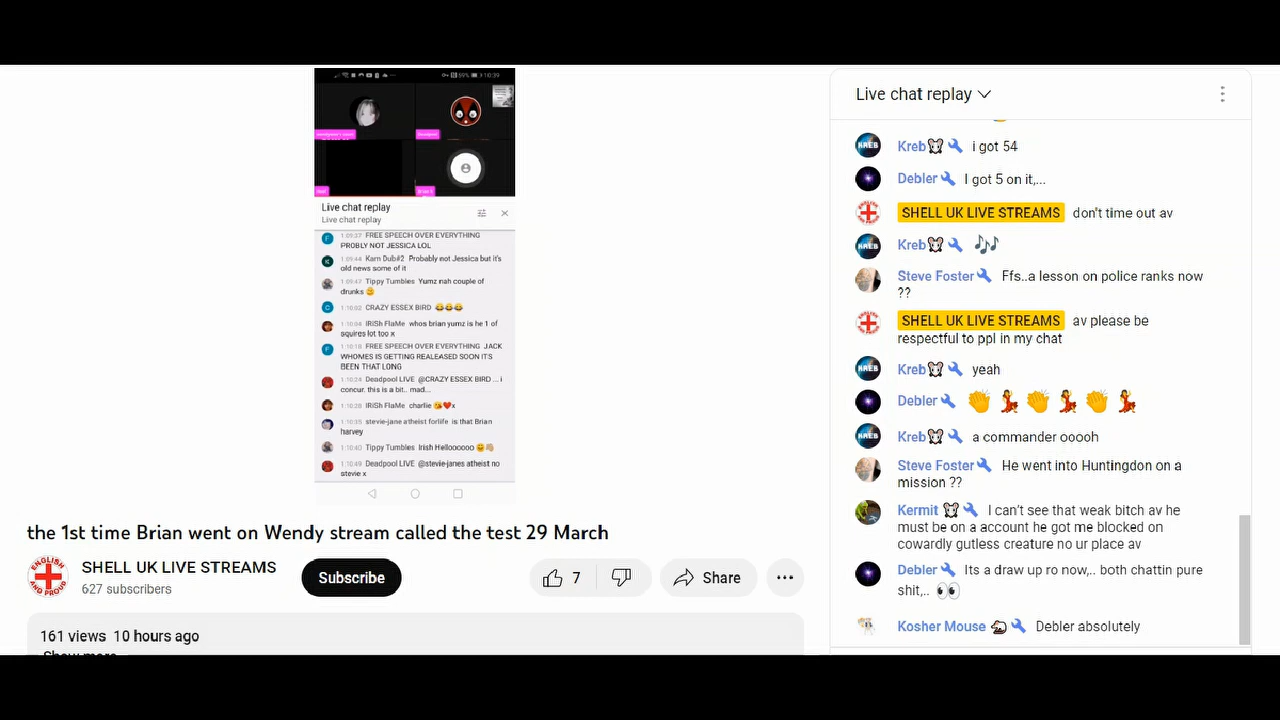 59% 10:39
Live chat replay
Live chat replay
1:09:37 FREE SPEECH OVER EVERYTHING
PROBLY NOT JESSICA LOL
1:09:44 Karn Dub#2 Probably not Jessica but it's
old news some of it
1:09:47 Tippy Tumbles Yumz nah couple of
drunks
1:10:02 CRAZY ESSEX BIRD 😂😂😂
1:10:04 IRiSh FlaMe whos brian yumz is he 1 of
squires lot too x
1:10:18 FREE SPEECH OVER EVERYTHING JACK
WHOMES IS GETTING REALEASED SOON ITS
BEEN THAT LONG
1:10:24 Deadpool LIVE @CRAZY ESSEX BIRD ... i
concur. this is a bit.. mad...
1:10:28 IRiSh FlaMe charlie 😘❤️x
1:10:35 stevie-jane atheist forlife is that Brian
harvey
1:10:40 Tippy Tumbles Irish Helloooooo
1:10:49 Deadpool LIVE @stevie-janes atheist no
stevie x
the 1st time Brian went on Wendy stream called the test 29 March
ENGLISH
AND PROUD
SHELL UK LIVE STREAMS
627 subscribers
Subscribe
7
Share
161 views 10 hours ago
Show more
Live chat replay
Kreb🐭 🔧 i got 54
Debler 🔧 I got 5 on it,...
SHELL UK LIVE STREAMS don't time out av
Kreb🐭 🔧 🎶
Steve Foster 🔧 Ffs..a lesson on police ranks now
??
SHELL UK LIVE STREAMS av please be
respectful to ppl in my chat
Kreb🐭 🔧 yeah
Debler 🔧 👏 💃 👏 💃 👏 💃
Kreb🐭 🔧 a commander ooooh
Steve Foster 🔧 He went into Huntingdon on a
mission ??
Kermit 🐭 🔧 I can't see that weak bitch av he
must be on a account he got me blocked on
cowardly gutless creature no ur place av
Debler 🔧 Its a draw up ro now,.. both chattin pure
shit,.. 👀
Kosher Mouse 🐁 🔧 Debler absolutely